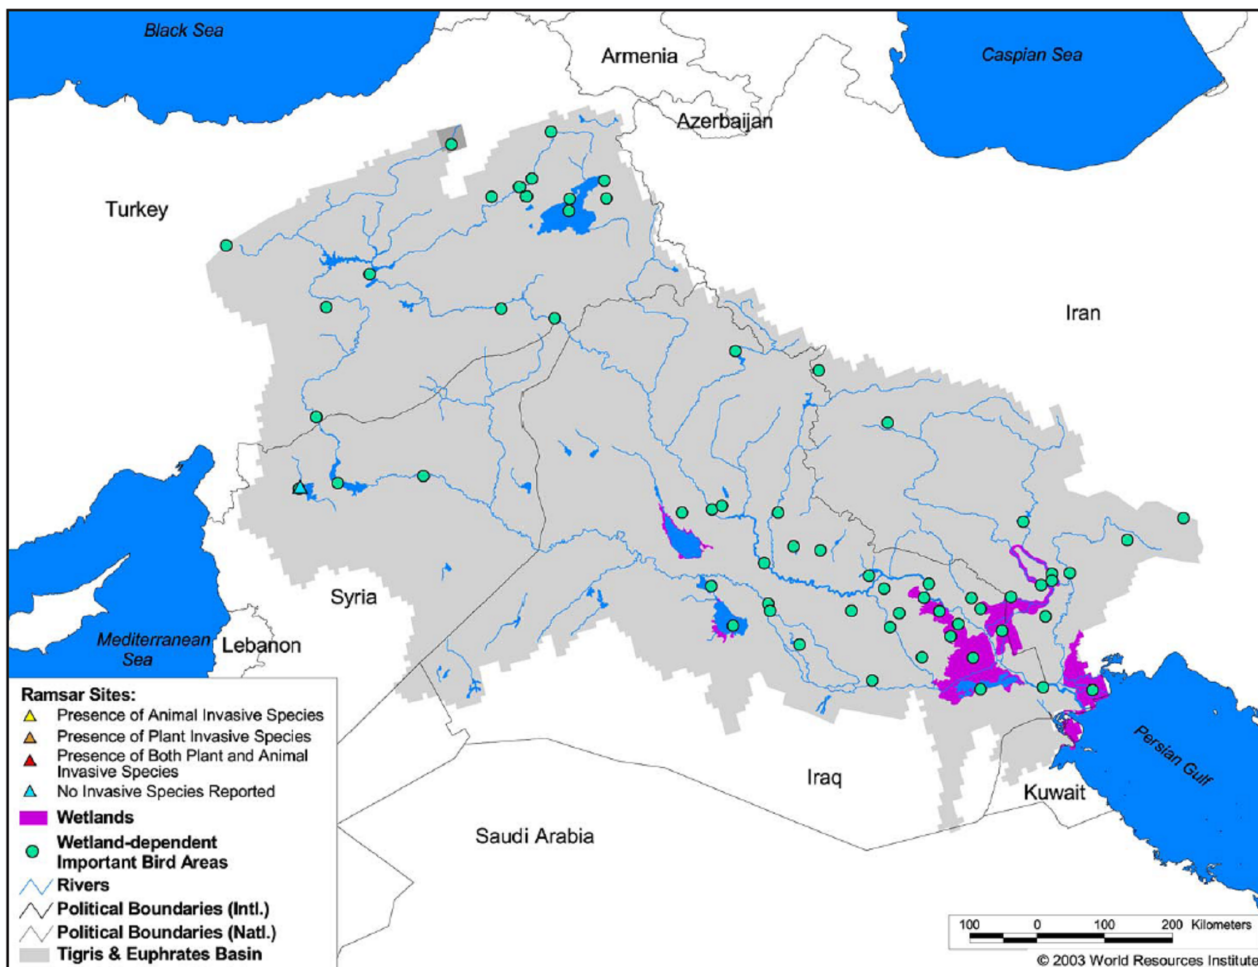 Black Sea
Armenia
Caspian Sea
Azerbaijan
Turkey
Iran
Syria
Mediterranean
Sea
Lebanon
Iraq
Persian Gulf
Kuwait
Saudi Arabia
Ramsar Sites:
Presence of Animal Invasive Species
Presence of Plant Invasive Species
Presence of Both Plant and Animal
Invasive Species
No Invasive Species Reported
Wetlands
Wetland-dependent
Important Bird Areas
Rivers
Political Boundaries (Intl.)
Political Boundaries (Natl.)
Tigris & Euphrates Basin
100 0 100 200 Kilometers
© 2003 World Resources Institute